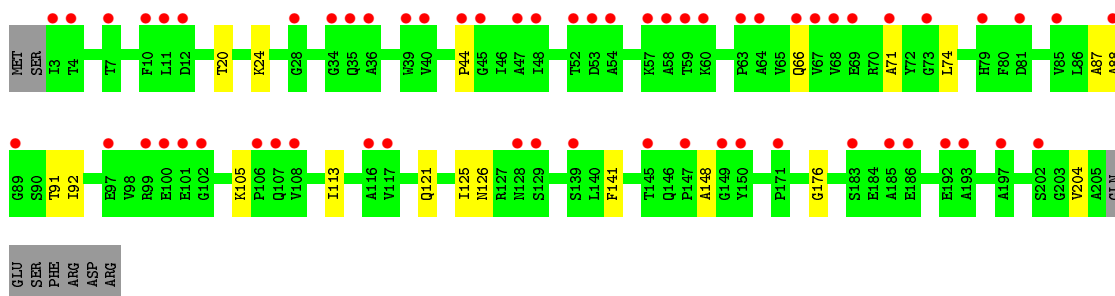 MET SER I3 T4 T7 F10 L11 D12 T20 K24 G28 G34 Q35 A36 W39 V40 P44 G45 I46 A47 I48 T52 D53 A54 K57 A58 T59 K60 P63 A64 V65 Q66 V67 V68 E69 R70 A71 Y72 G73 L74 H79 F80 D81 V85 L86 A87 A88
G89 S90 T91 I92 E97 V98 R99 E100 E101 G102 K105 P106 Q107 V108 I113 A116 V117 Q121 I125 N126 R127 N128 S129 S139 L140 F141 T145 Q146 P147 A148 G149 Y150 P171 G176 S183 E184 A185 E186 E192 A193 A197 S202 G203 V204 A205 GLN
GLU SER PHE ARG ASP ARG